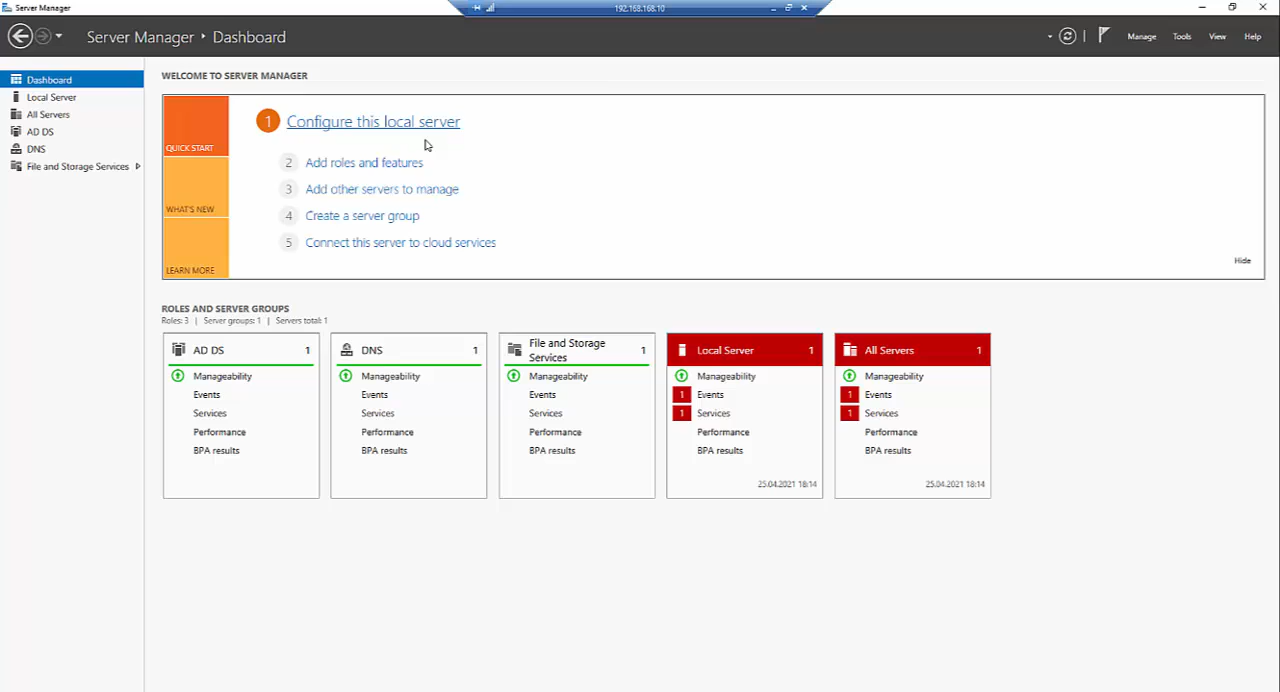 Server Manager
192.168.168.10
Server Manager ‣ Dashboard
Manage Tools View Help
Dashboard
Local Server
All Servers
AD DS
DNS
File and Storage Services
WELCOME TO SERVER MANAGER
QUICK START
WHAT'S NEW
LEARN MORE
1 Configure this local server
2 Add roles and features
3 Add other servers to manage
4 Create a server group
5 Connect this server to cloud services
Hide
ROLES AND SERVER GROUPS
Roles: 3 | Server groups: 1 | Servers total: 1
AD DS 1
Manageability
Events
Services
Performance
BPA results
DNS 1
Manageability
Events
Services
Performance
BPA results
File and Storage
Services 1
Manageability
Events
Services
Performance
BPA results
Local Server 1
Manageability
1 Events
1 Services
Performance
BPA results
25.04.2021 18:14
All Servers 1
Manageability
1 Events
1 Services
Performance
BPA results
25.04.2021 18:14